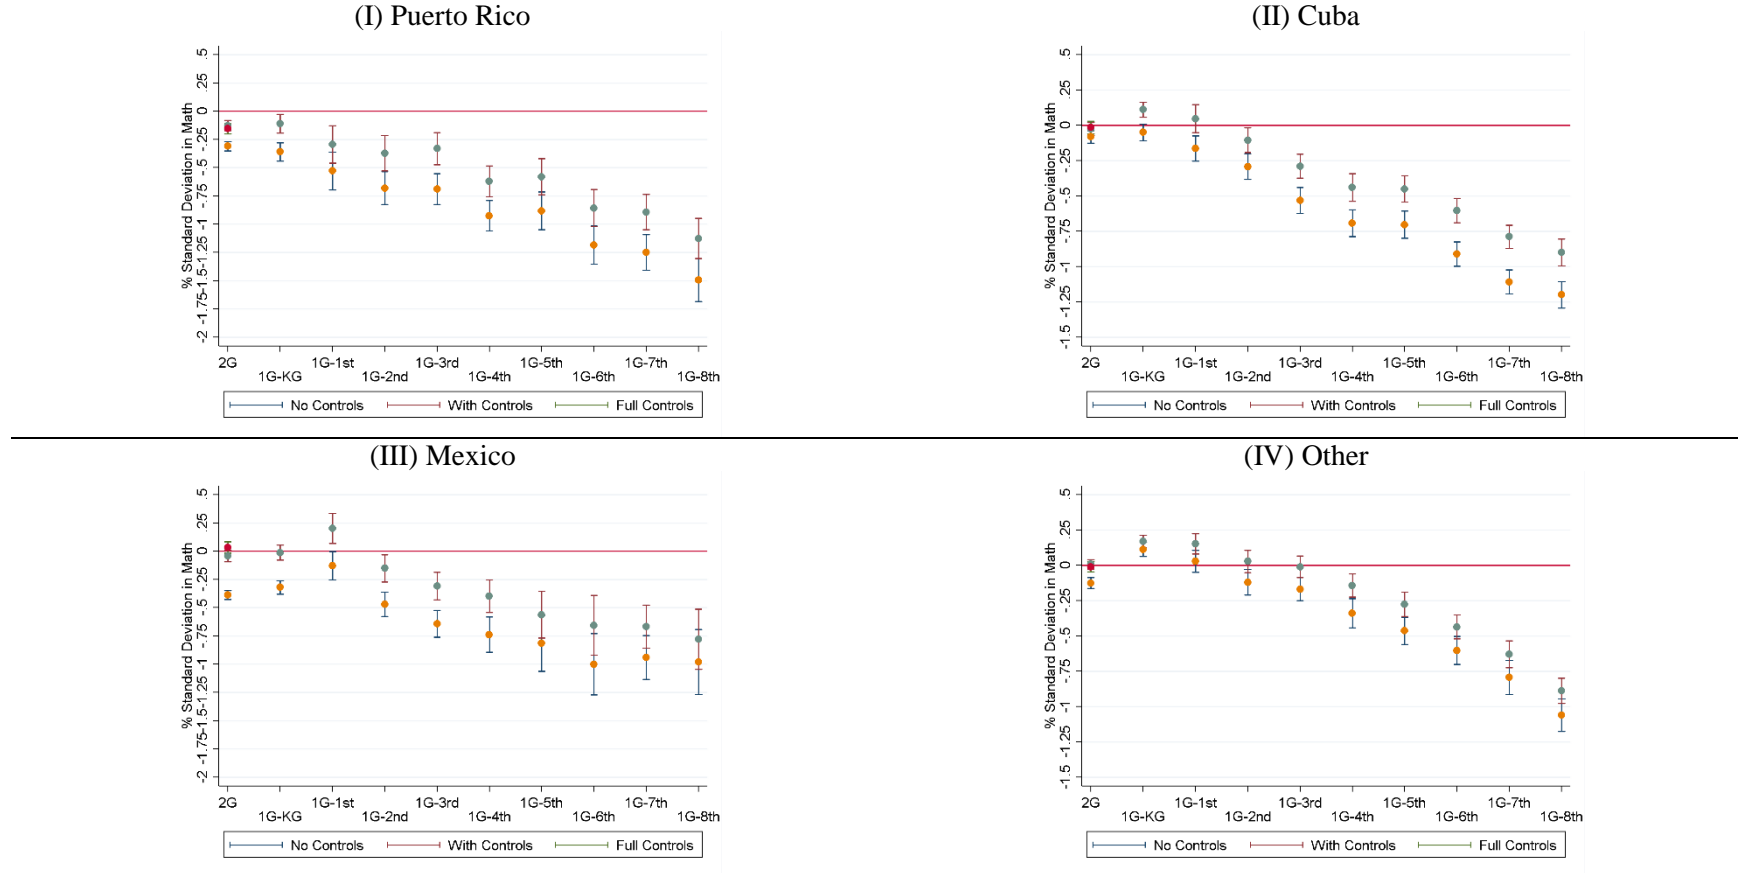 (I) Puerto Rico
% Standard Deviation in Math
.5
.25
0
-.25
-.5
-.75
-1
-1.25
-1.5
-1.75
-2
2G 1G-1st 1G-3rd 1G-5th 1G-7th
1G-KG 1G-2nd 1G-4th 1G-6th 1G-8th
No Controls With Controls Full Controls
(II) Cuba
% Standard Deviation in Math
.5
.25
0
-.25
-.5
-.75
-1
-1.25
-1.5
2G 1G-1st 1G-3rd 1G-5th 1G-7th
1G-KG 1G-2nd 1G-4th 1G-6th 1G-8th
No Controls With Controls Full Controls
(III) Mexico
% Standard Deviation in Math
.5
.25
0
-.25
-.5
-.75
-1
-1.25
-1.5
-1.75
-2
2G 1G-1st 1G-3rd 1G-5th 1G-7th
1G-KG 1G-2nd 1G-4th 1G-6th 1G-8th
No Controls With Controls Full Controls
(IV) Other
% Standard Deviation in Math
.5
.25
0
-.25
-.5
-.75
-1
-1.25
-1.5
2G 1G-1st 1G-3rd 1G-5th 1G-7th
1G-KG 1G-2nd 1G-4th 1G-6th 1G-8th
No Controls With Controls Full Controls